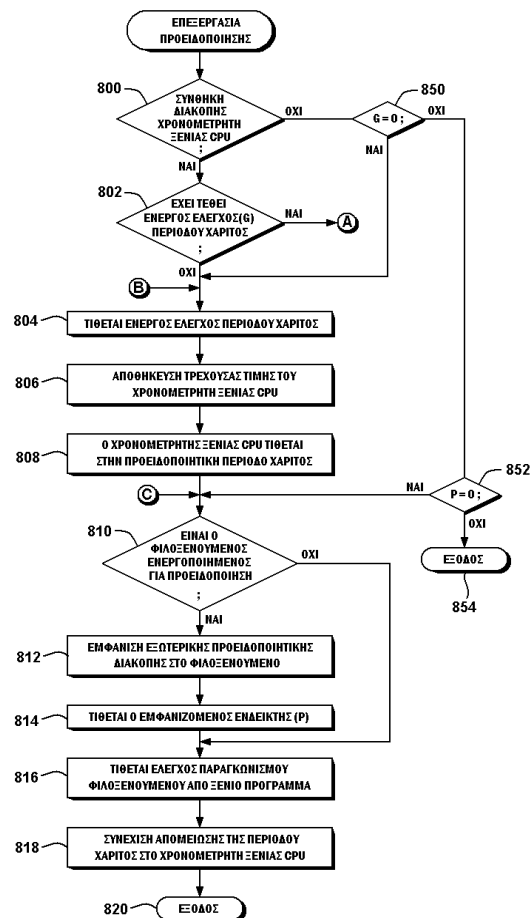 ΕΠΕΞΕΡΓΑΣΙΑ
ΠΡΟΕΙΔΟΠΟΙΗΣΗΣ
800
ΣΥΝΘΗΚΗ
ΔΙΑΚΟΠΗΣ
ΧΡΟΝΟΜΕΤΡΗΤΗ
ΞΕΝΙΑΣ CPU
;
ΟΧΙ
ΝΑΙ
850
G = 0 ;
ΟΧΙ
ΝΑΙ
802
ΕΧΕΙ ΤΕΘΕΙ
ΕΝΕΡΓΟΣ ΕΛΕΓΧΟΣ(G)
ΠΕΡΙΟΔΟΥ ΧΑΡΙΤΟΣ
;
ΝΑΙ
A
ΟΧΙ
B
804
ΤΙΘΕΤΑΙ ΕΝΕΡΓΟΣ ΕΛΕΓΧΟΣ ΠΕΡΙΟΔΟΥ ΧΑΡΙΤΟΣ
806
ΑΠΟΘΗΚΕΥΣΗ ΤΡΕΧΟΥΣΑΣ ΤΙΜΗΣ ΤΟΥ
ΧΡΟΝΟΜΕΤΡΗΤΗ ΞΕΝΙΑΣ CPU
808
Ο ΧΡΟΝΟΜΕΤΡΗΤΗΣ ΞΕΝΙΑΣ CPU ΤΙΘΕΤΑΙ
ΣΤΗΝ ΠΡΟΕΙΔΟΠΟΙΗΤΙΚΗ ΠΕΡΙΟΔΟ ΧΑΡΙΤΟΣ
C
ΝΑΙ
852
P = 0 ;
ΟΧΙ
ΕΞΟΔΟΣ
854
810
ΕΙΝΑΙ Ο
ΦΙΛΟΞΕΝΟΥΜΕΝΟΣ
ΕΝΕΡΓΟΠΟΙΗΜΕΝΟΣ
ΓΙΑ ΠΡΟΕΙΔΟΠΟΙΗΣΗ
;
ΟΧΙ
ΝΑΙ
812
ΕΜΦΑΝΙΣΗ ΕΞΩΤΕΡΙΚΗΣ ΠΡΟΕΙΔΟΠΟΙΗΤΙΚΗΣ
ΔΙΑΚΟΠΗΣ ΣΤΟ ΦΙΛΟΞΕΝΟΥΜΕΝΟ
814
ΤΙΘΕΤΑΙ Ο ΕΜΦΑΝΙΖΟΜΕΝΟΣ ΕΝΔΕΙΚΤΗΣ (P)
816
ΤΙΘΕΤΑΙ ΕΛΕΓΧΟΣ ΠΑΡΑΓΚΩΝΙΣΜΟΥ
ΦΙΛΟΞΕΝΟΥΜΕΝΟΥ ΑΠΟ ΞΕΝΙΟ ΠΡΟΓΡΑΜΜΑ
818
ΣΥΝΕΧΙΣΗ ΑΠΟΜΕΙΩΣΗΣ ΤΗΣ ΠΕΡΙΟΔΟΥ
ΧΑΡΙΤΟΣ ΣΤΟ ΧΡΟΝΟΜΕΤΡΗΤΗ ΞΕΝΙΑΣ CPU
820
ΕΞΟΔΟΣ